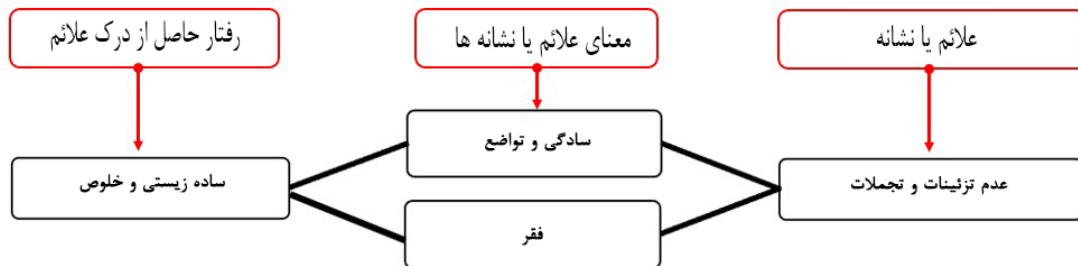 علائم یا نشانه
معنای علائم یا نشانه ها
رفتار حاصل از درک علائم
عدم تزئینات و تجملات
سادگی و تواضع
فقر
ساده زیستی و خلوص